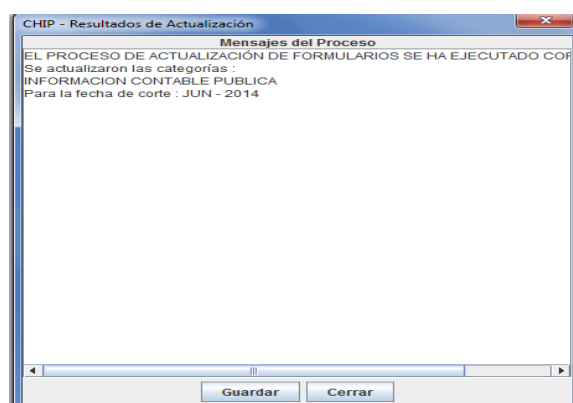 CHIP - Resultados de Actualización
Mensajes del Proceso
EL PROCESO DE ACTUALIZACIÓN DE FORMULARIOS SE HA EJECUTADO
Se actualizaron las categorías :
INFORMACION CONTABLE PUBLICA
Para la fecha de corte : JUN - 2014
Guardar Cerrar